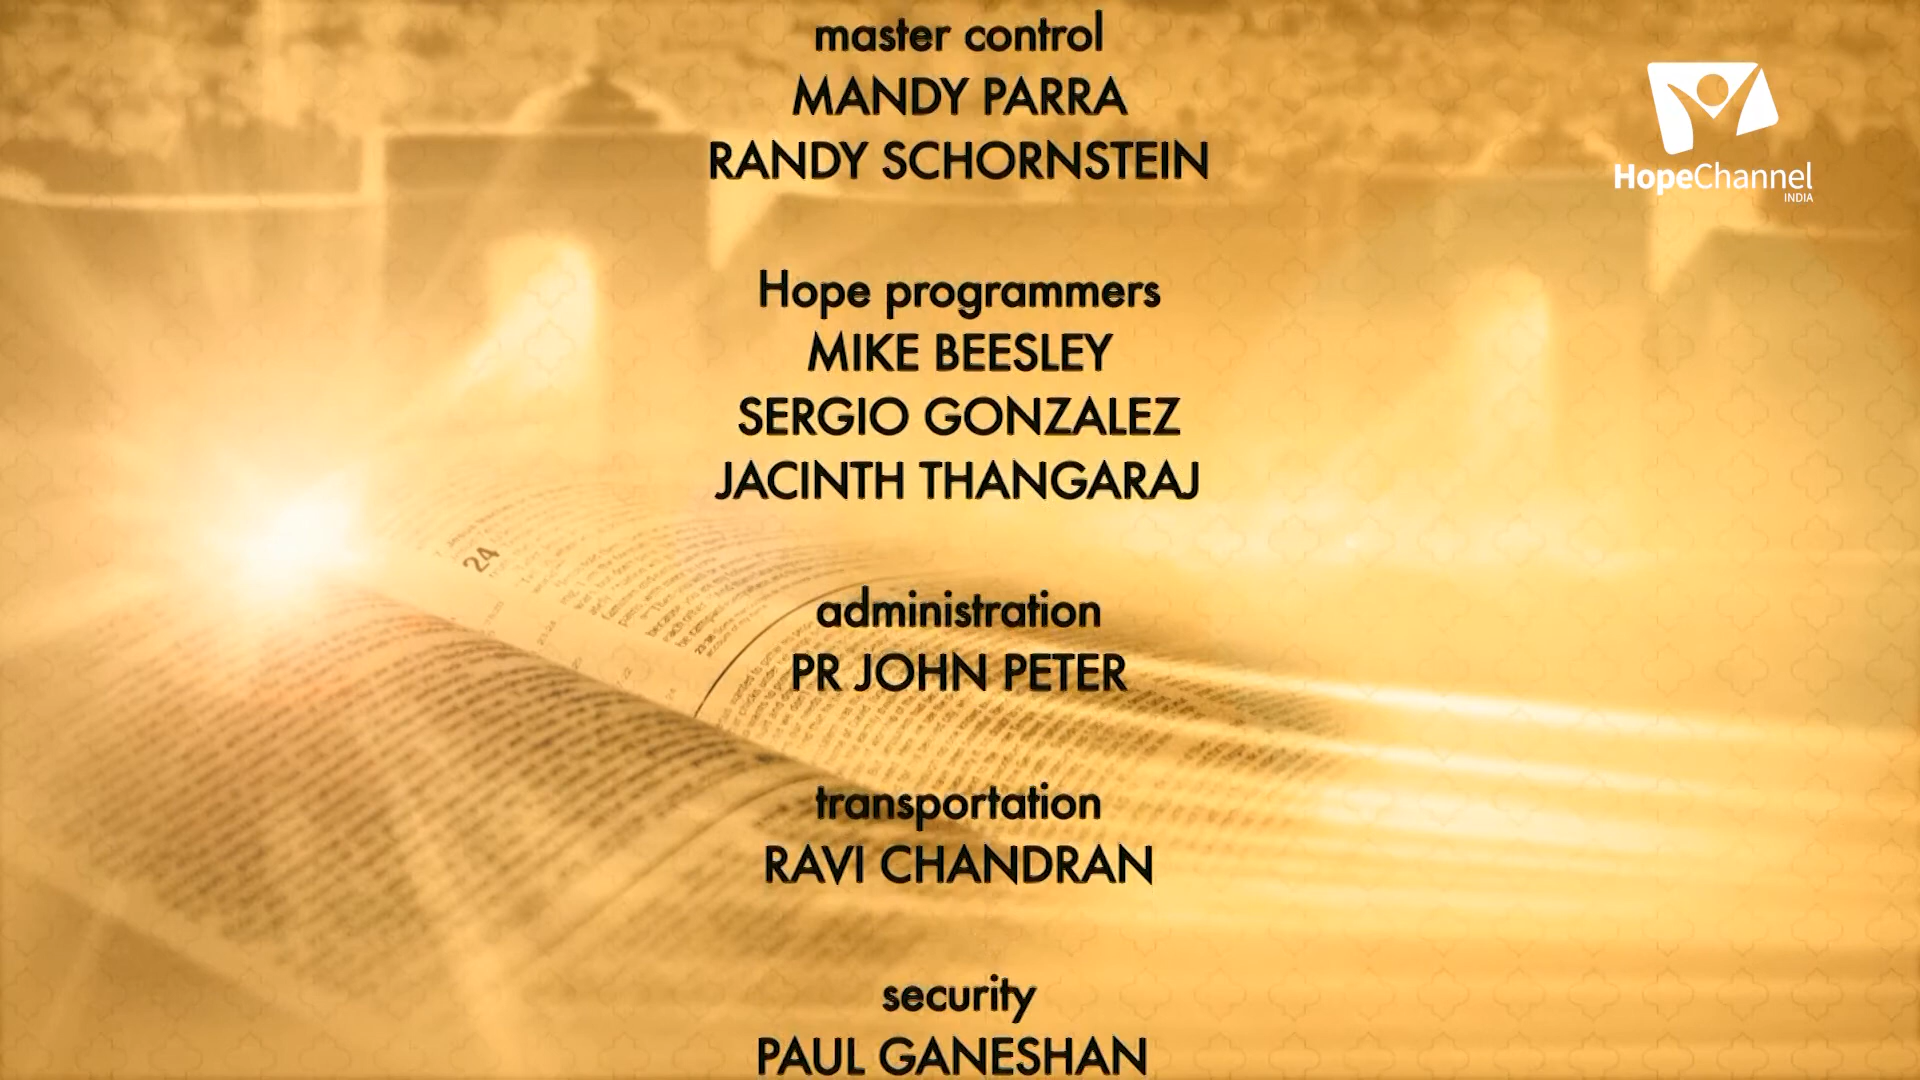 master control
MANDY PARRA
RANDY SCHORNSTEIN
HopeChannel
INDIA
Hope programmers
MIKE BEESLEY
SERGIO GONZALEZ
JACINTH THANGARAJ
24
administration
PR JOHN PETER
transportation
RAVI CHANDRAN
security
PAUL GANESHAN